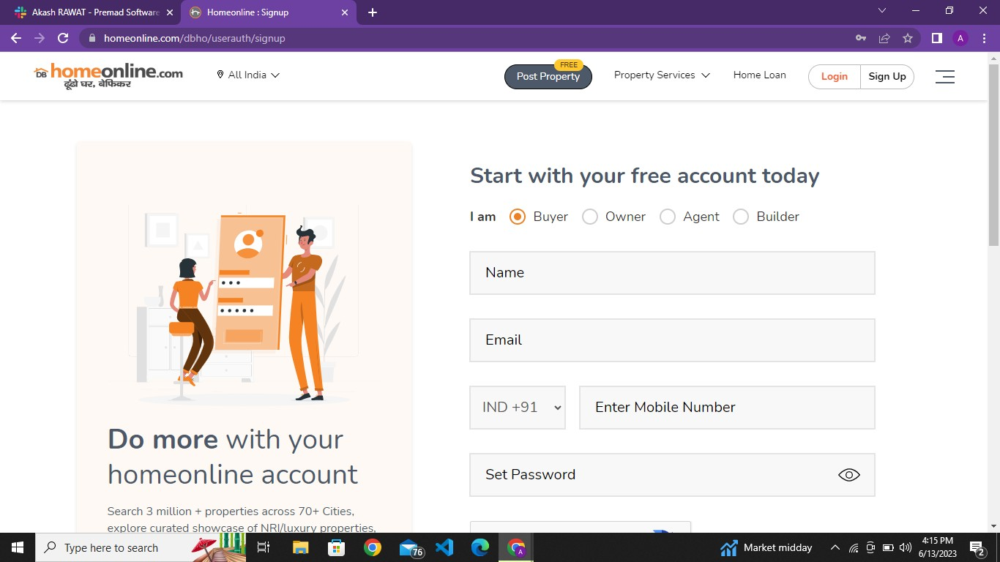 Akash RAWAT - Premad Software
Homeonline : Signup
homeonline.com/dbho/userauth/signup
A
DB homeonline.com
ढूंढो घर, बेफिकर
All India
FREE
Post Property
Property Services
Home Loan
Login
Sign Up
Start with your free account today
I am Buyer Owner Agent Builder
Name
Email
IND +91
Enter Mobile Number
Set Password
Do more with your
homeonline account
Search 3 million + properties across 70+ Cities,
explore curated showcase of NRI/luxury properties,
Type here to search
76
A
Market midday
4:15 PM
6/13/2023
2